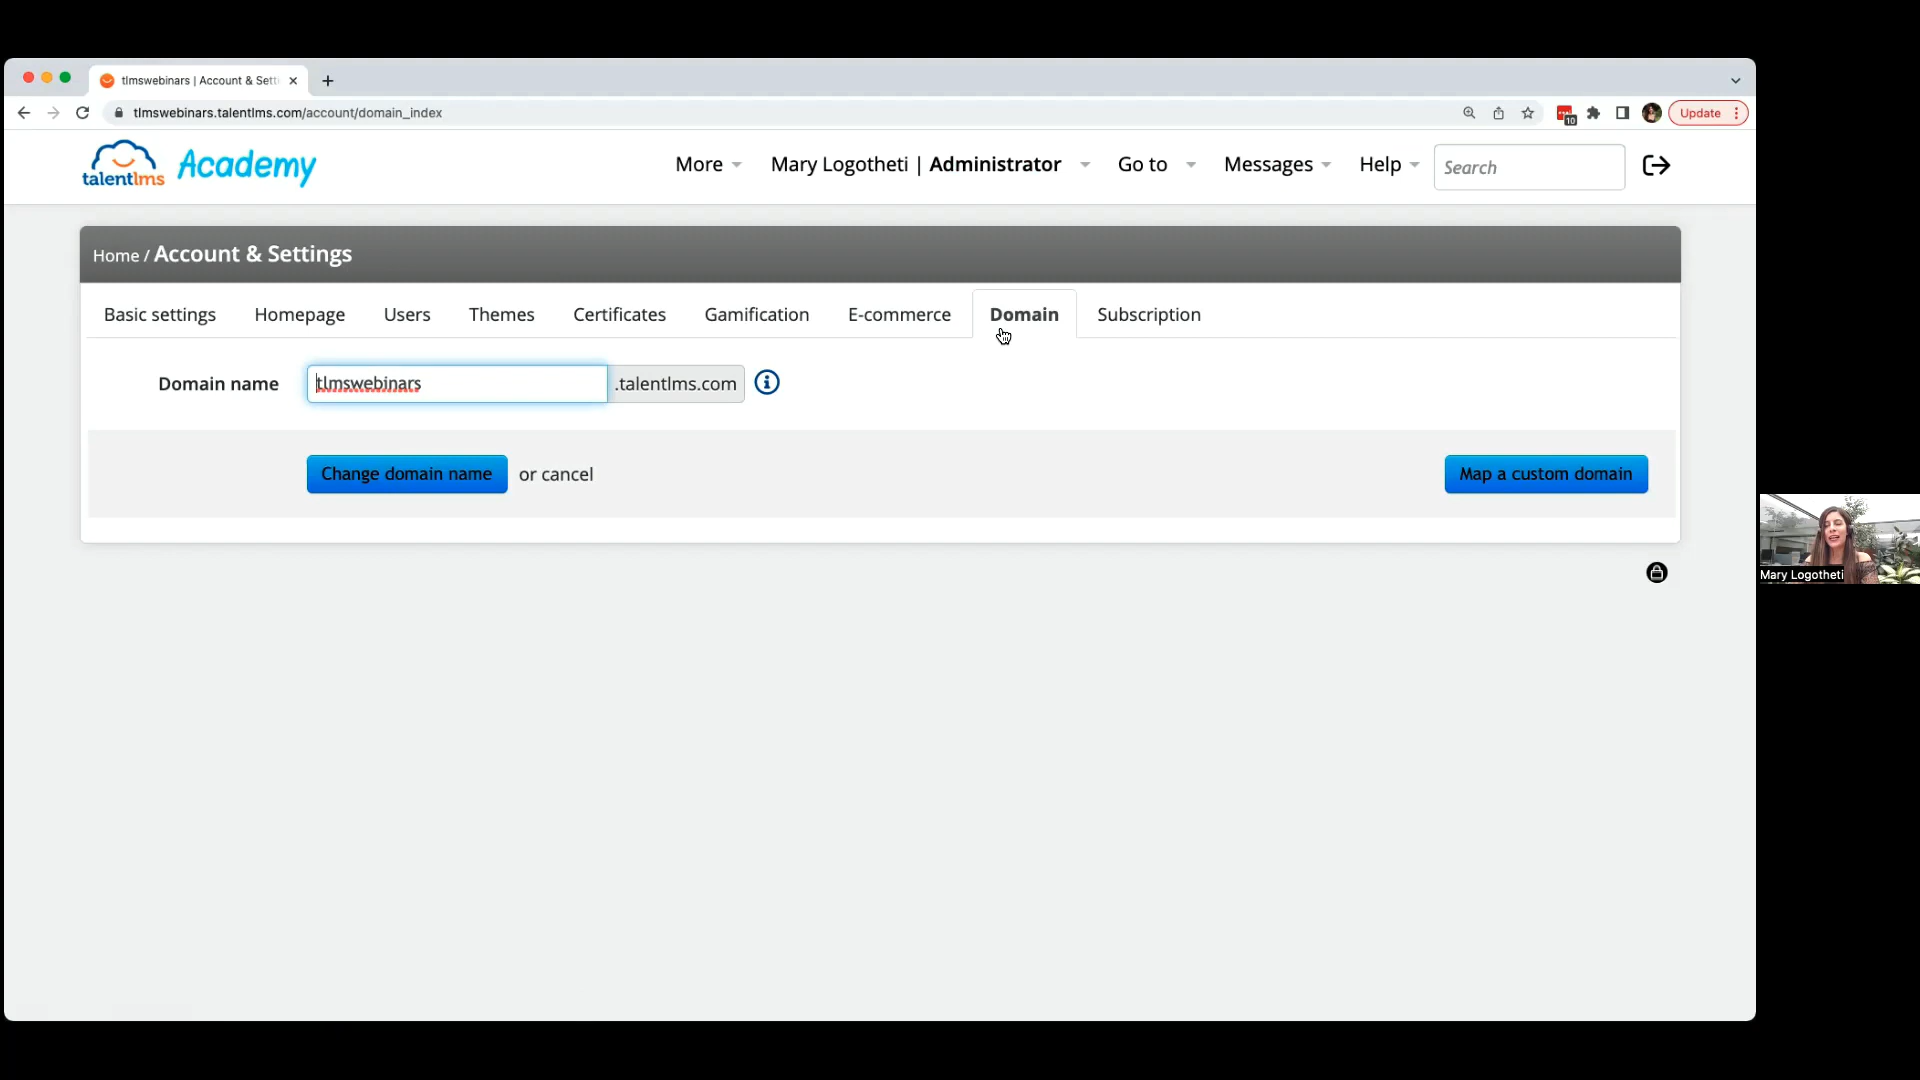 tlmswebinars | Account & Setti
tlmswebinars.talentlms.com/account/domain_index
10
Update
talentlms Academy
More
Mary Logotheti | Administrator
Go to
Messages
Help
Search
Home / Account & Settings
Basic settings
Homepage
Users
Themes
Certificates
Gamification
E-commerce
Domain
Subscription
Domain name
tlmswebinars
.talentlms.com
Change domain name
or cancel
Map a custom domain
Mary Logotheti